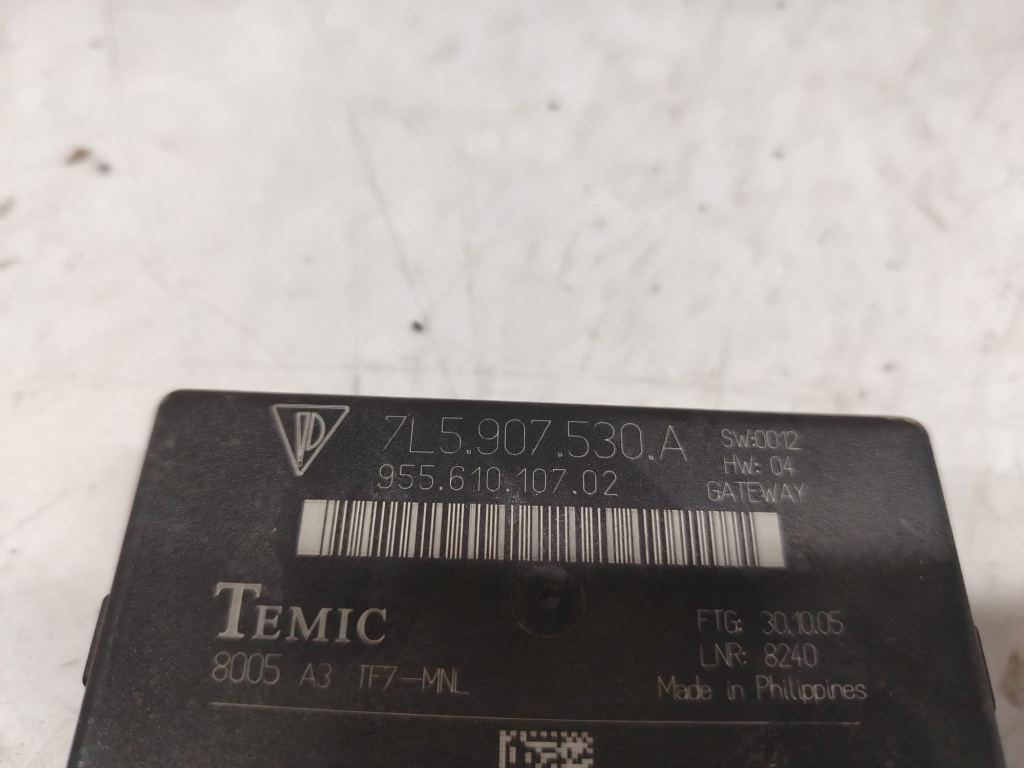 7L5.907.530.A
955.610.107.02
SW:0012
HW: 04
GATEWAY
TEMIC
8005 A3 TF7-MNL
FTG: 30.10.05
LNR: 8240
Made in Philippines